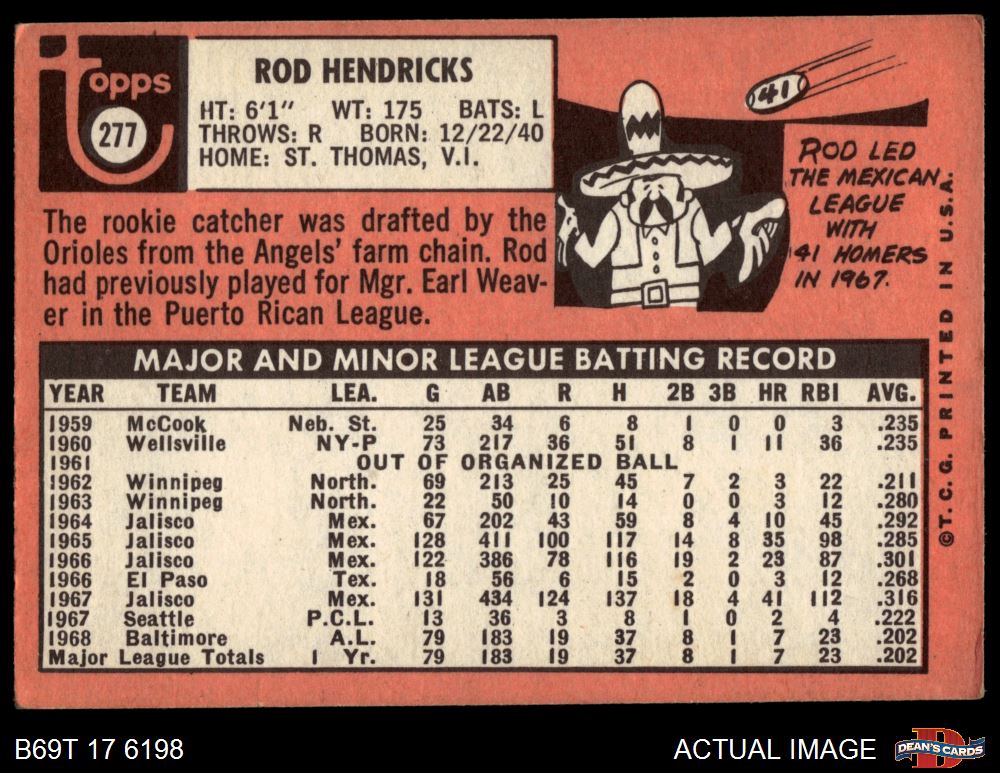 Topps
277
ROD HENDRICKS
HT: 6'1" WT: 175 BATS: L
THROWS: R BORN: 12/22/40
HOME: ST. THOMAS, V.I.
The rookie catcher was drafted by the
Orioles from the Angels' farm chain. Rod
had previously played for Mgr. Earl Weav-
er in the Puerto Rican League.
41
ROD LED
THE MEXICAN
LEAGUE
WITH
41 HOMERS
IN 1967.
MAJOR AND MINOR LEAGUE BATTING RECORD
YEAR TEAM LEA. G AB R H 2B 3B HR RBI AVG.
1959 McCook Neb. St. 25 34 6 8 1 0 0 3 .235
1960 Wellsville NY-P 73 217 36 51 8 1 11 36 .235
1961 OUT OF ORGANIZED BALL
1962 Winnipeg North. 69 213 25 45 7 2 3 22 .211
1963 Winnipeg North. 22 50 10 14 0 0 3 12 .280
1964 Jalisco Mex. 67 202 43 59 8 4 10 45 .292
1965 Jalisco Mex. 128 411 100 117 14 8 35 98 .285
1966 Jalisco Mex. 122 386 78 116 19 2 23 87 .301
1966 El Paso Tex. 18 56 6 15 2 0 3 12 .268
1967 Jalisco Mex. 131 434 124 137 18 4 41 112 .316
1967 Seattle P.C.L. 13 36 3 8 1 0 2 4 .222
1968 Baltimore A.L. 79 183 19 37 8 1 7 23 .202
Major League Totals 1 Yr. 79 183 19 37 8 1 7 23 .202
©T. C. G. PRINTED IN U.S.A.
B69T 17 6198
ACTUAL IMAGE
D
DEAN'S CARDS